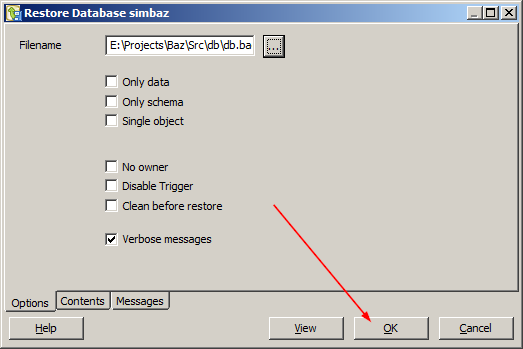 Restore Database simbaz
Filename E:\Projects\Baz\Src\db\db.ba ...
Only data
Only schema
Single object
No owner
Disable Trigger
Clean before restore
Verbose messages
Options Contents Messages
Help View OK Cancel